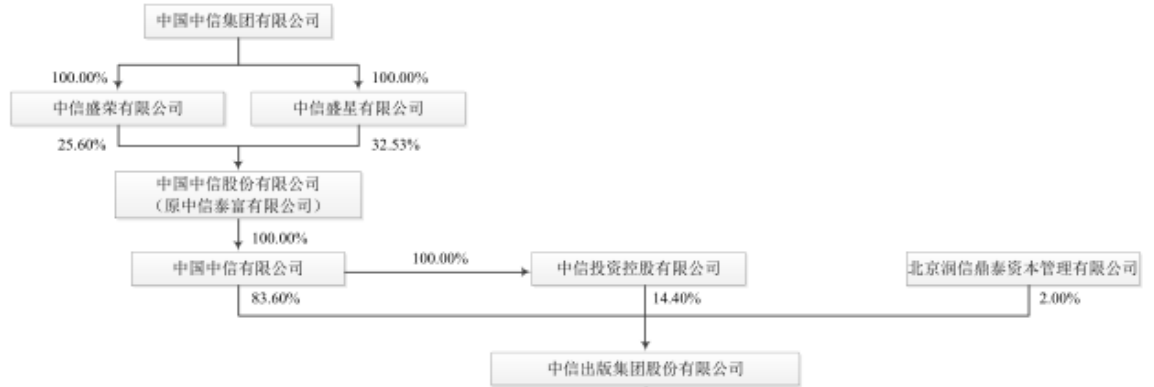 中国中信集团有限公司
100.00%
100.00%
中信盛荣有限公司
中信盛星有限公司
25.60%
32.53%
中国中信股份有限公司
（原中信泰富有限公司）
100.00%
中国中信有限公司
100.00%
中信投资控股有限公司
北京润信鼎泰资本管理有限公司
83.60%
14.40%
2.00%
中信出版集团股份有限公司